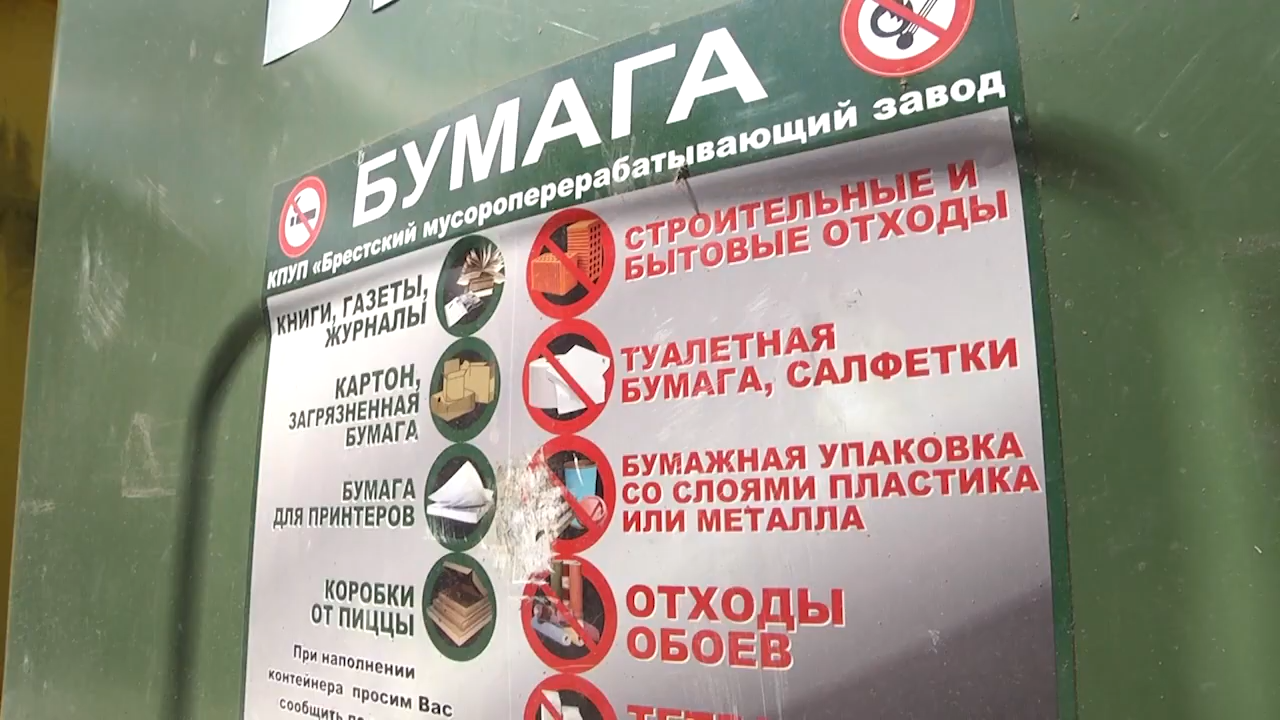 БУМАГА
КПУП «Брестский мусороперерабатывающий завод
КНИГИ, ГАЗЕТЫ,
ЖУРНАЛЫ
КАРТОН,
ЗАГРЯЗНЕННАЯ
БУМАГА
БУМАГА
ДЛЯ ПРИНТЕРОВ
КОРОБКИ
ОТ ПИЦЦЫ
При наполнении
контейнера просим Вас
сообщить
СТРОИТЕЛЬНЫЕ И
БЫТОВЫЕ ОТХОДЫ
ТУАЛЕТНАЯ
БУМАГА, САЛФЕТКИ
БУМАЖНАЯ УПАКОВКА
СО СЛОЯМИ ПЛАСТИКА
ИЛИ МЕТАЛЛА
ОТХОДЫ
ОБОЕВ